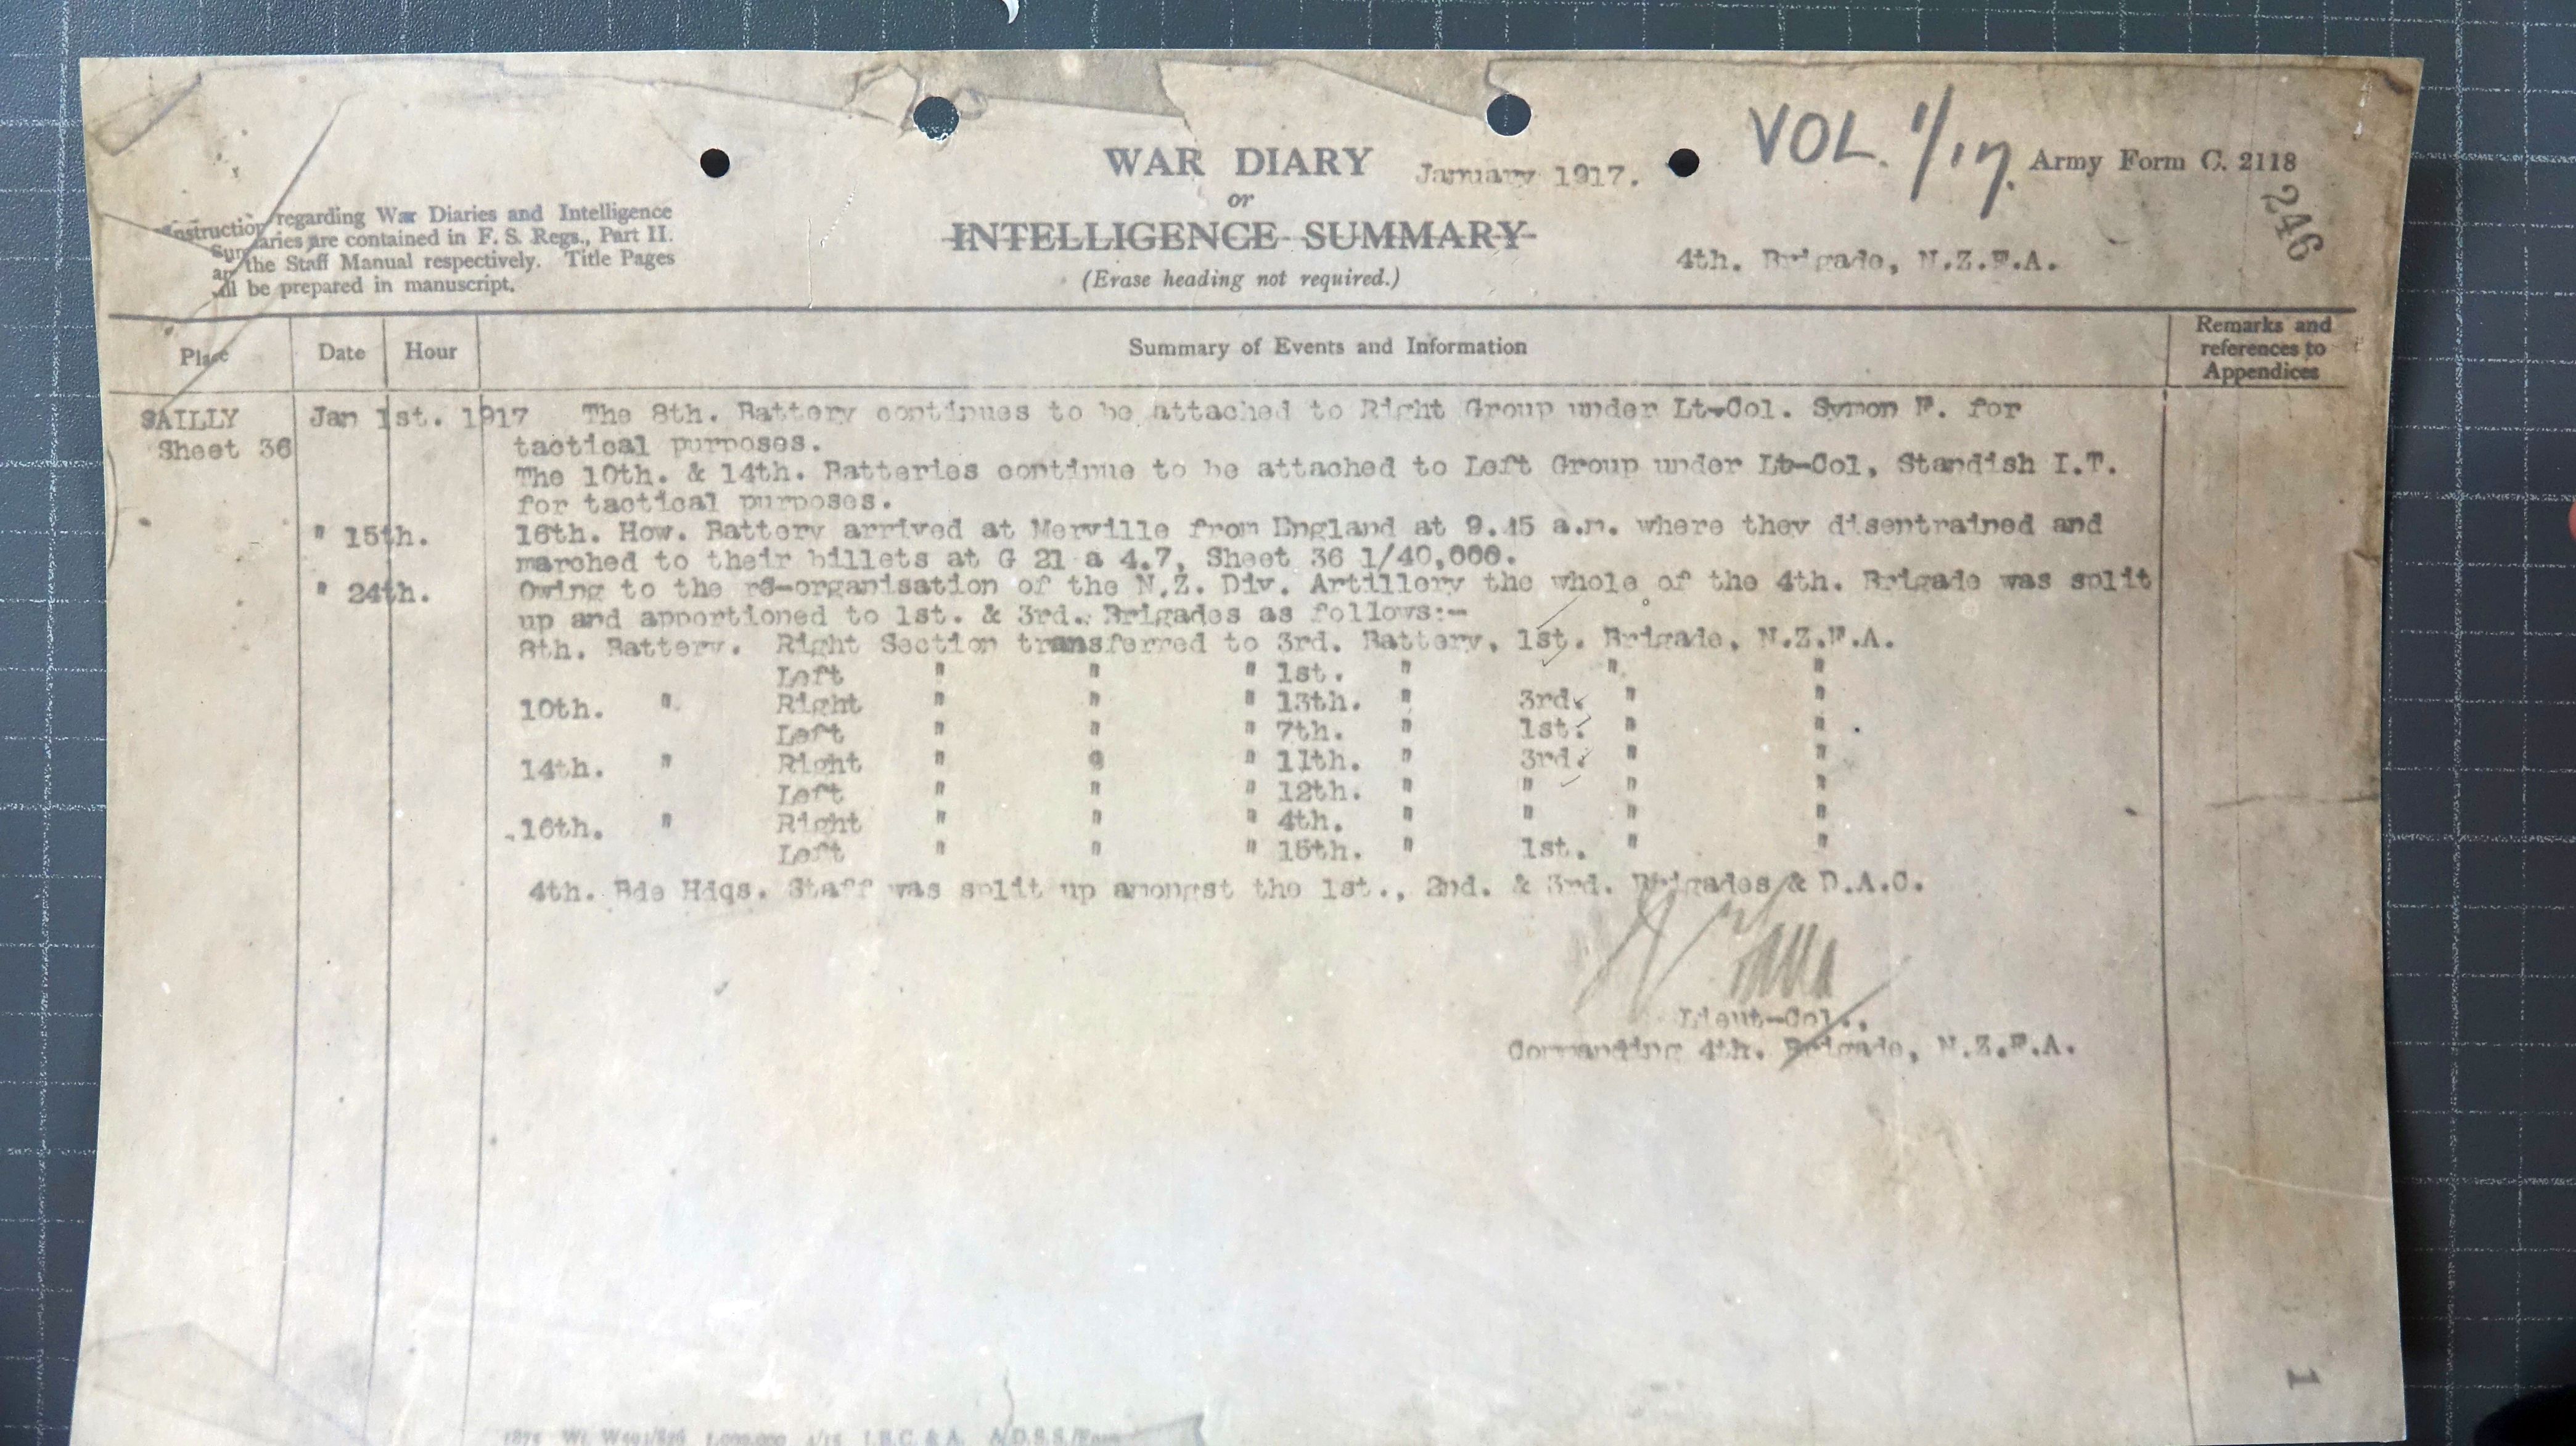 WAR DIARY January 1917. VOL. 1/17. Army Form C. 2118
or
INTELLIGENCE SUMMARY
(Erase heading not required.)
246
4th. Brigade, N.Z.F.A.
Instruction regarding War Diaries and Intelligence
Summaries are contained in F. S. Regs., Part II.
and the Staff Manual respectively. Title Pages
will be prepared in manuscript.
Place Date Hour Summary of Events and Information Remarks and
references to
Appendices
SAILLY Jan 1st. 1917 The 8th. Battery continues to be attached to Right Group under Lt-Col. Symon F. for
Sheet 36 tactical purposes.
The 10th. & 14th. Batteries continue to be attached to Left Group under Lt-Col, Standish I.T.
for tactical purposes.
" 15th. 16th. How. Battery arrived at Merville from England at 9.45 a.m. where they disentrained and
marched to their billets at G 21 a 4.7, Sheet 36 1/40,000.
" 24th. Owing to the re-organisation of the N.Z. Div. Artillery the whole of the 4th. Brigade was split
up and apportioned to 1st. & 3rd. Brigades as follows:-
8th. Battery. Right Section transferred to 3rd. Battery, 1st. Brigade, N.Z.F.A.
Left " " " 1st. " " "
10th. " Right " " " 13th. " 3rd. " "
Left " " " 7th. " 1st. " "
14th. " Right " " " 11th. " 3rd. " "
Left " " " 12th. " " " "
16th. " Right " " " 4th. " " " "
Left " " " 15th. " 1st. " "
4th. Bde Hdqs. Staff was split up amongst the 1st., 2nd. & 3rd. Brigades & D.A.C.
Lieut-Col.,
Commanding 4th. Brigade, N.Z.F.A.
1